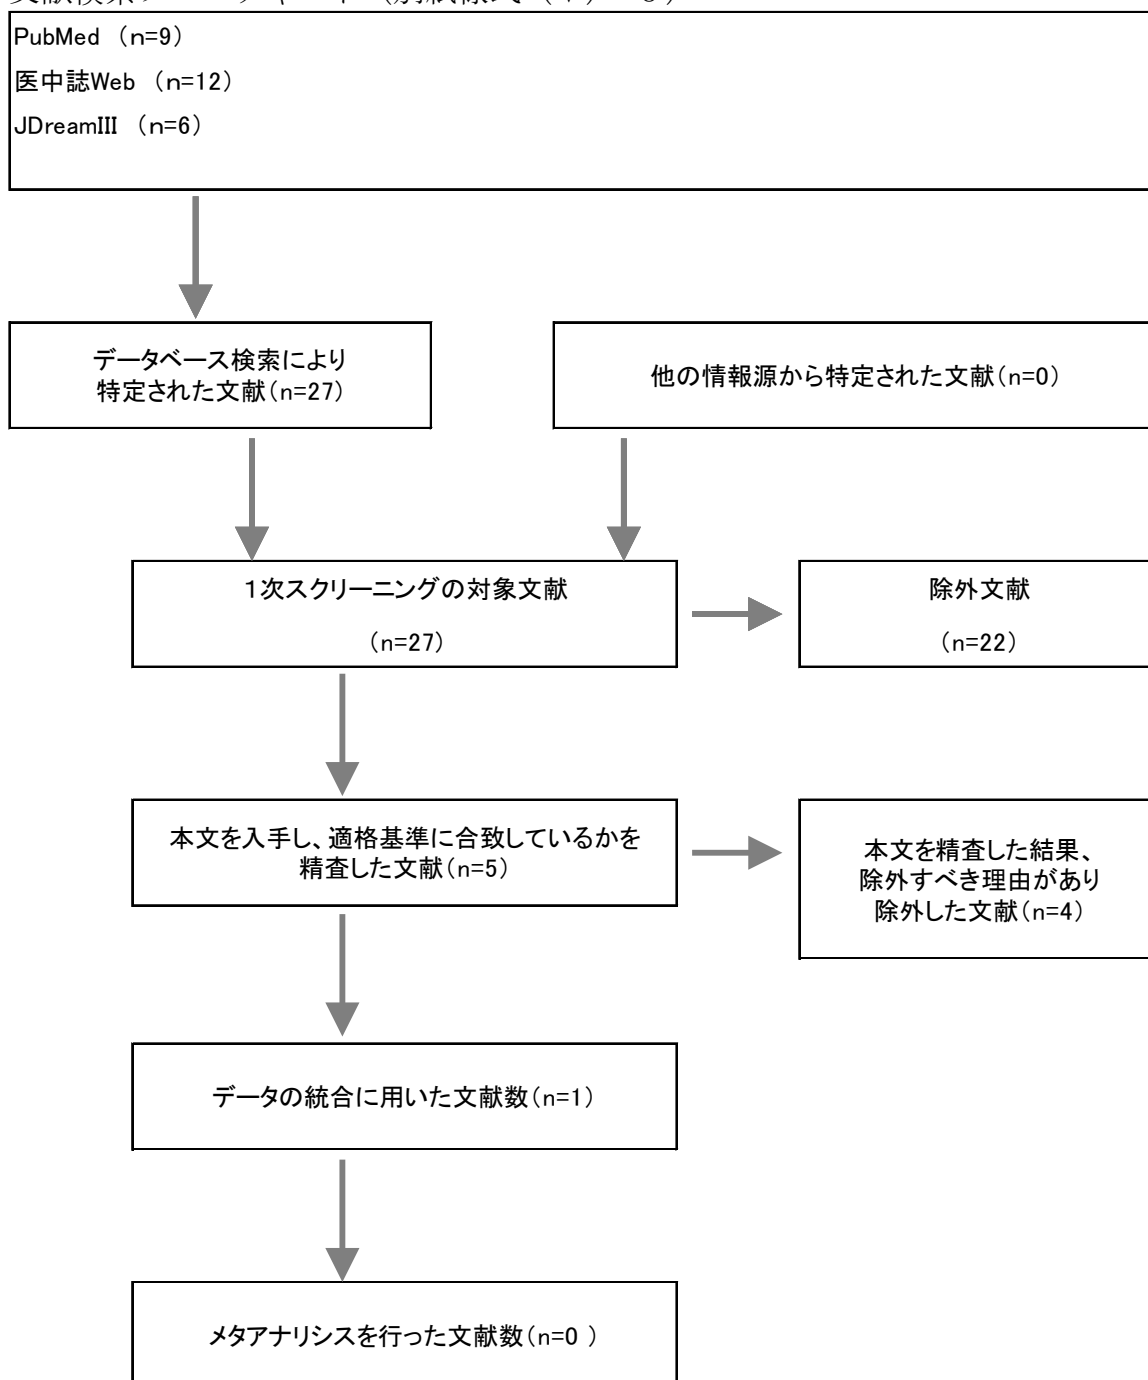 PubMed （n=9）
医中誌Web （n=12）
JDreamIII （n=6）
データベース検索により
特定された文献（n=27）
他の情報源から特定された文献（n=0）
１次スクリーニングの対象文献
（n=27）
除外文献
（n=22）
本文を入手し、適格基準に合致しているかを
精査した文献（n=5）
本文を精査した結果、
除外すべき理由があり
除外した文献（n=4）
データの統合に用いた文献数（n=1）
メタアナリシスを行った文献数（n=0 ）